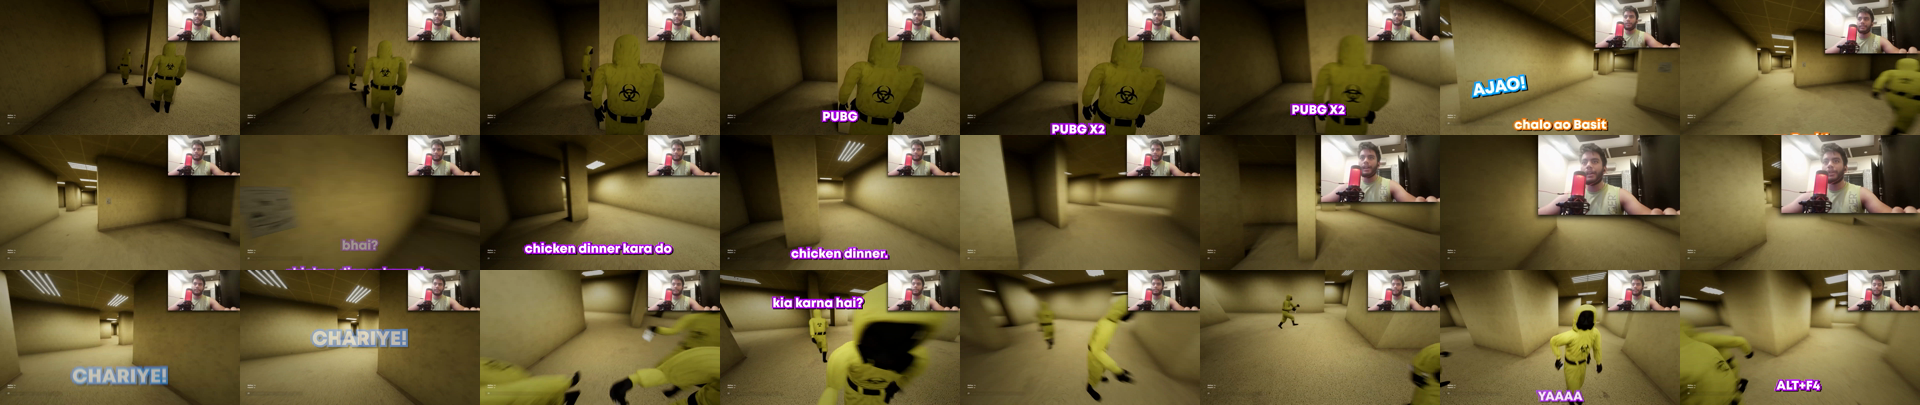 PUBG
PUBG X2
PUBG X2
AJAO!
chalo ao Basit
bhai?
chicken dinner kara do
chicken dinner.
CHARIYE!
CHARIYE!
kia karna hai?
YAAAA
ALT+F4